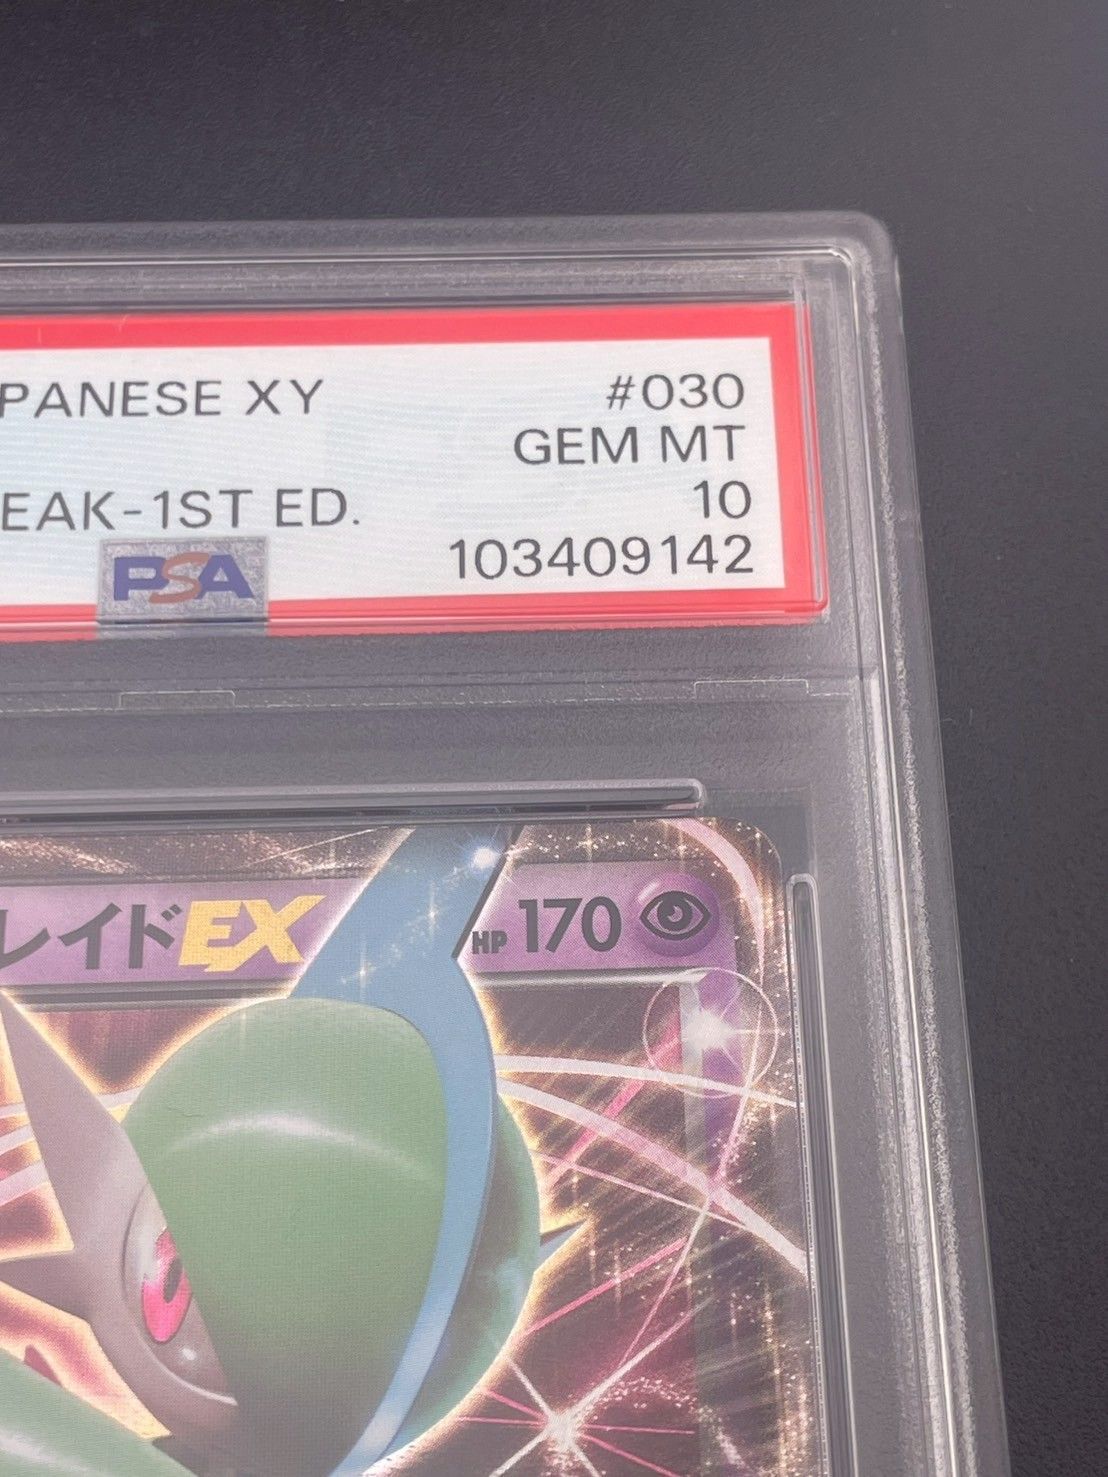 PANESE XY #030
GEM MT
EAK-1ST ED. 10
PSA 103409142
レイドEX HP 170